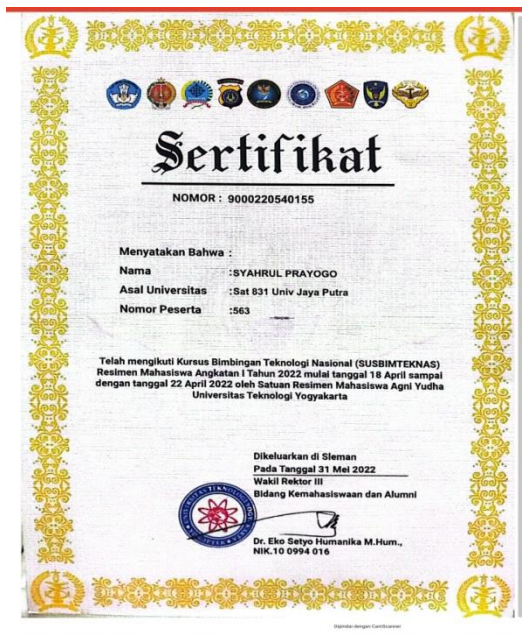 Sertifikat
NOMOR : 9000220540155
Menyatakan Bahwa :
Nama :SYAHRUL PRAYOGO
Asal Universitas :Sat 831 Univ Jaya Putra
Nomor Peserta :563
Telah mengikuti Kursus Bimbingan Teknologi Nasional (SUSBIMTEKNAS)
Resimen Mahasiswa Angkatan I Tahun 2022 mulai tanggal 18 April sampai
dengan tanggal 22 April 2022 oleh Satuan Resimen Mahasiswa Agni Yudha
Universitas Teknologi Yogyakarta
Dikeluarkan di Sleman
Pada Tanggal 31 Mei 2022
Wakil Rektor III
Bidang Kemahasiswaan dan Alumni
Dr. Eko Setyo Humanika M.Hum.,
NIK.10 0994 016
Dipindai dengan CamScanner